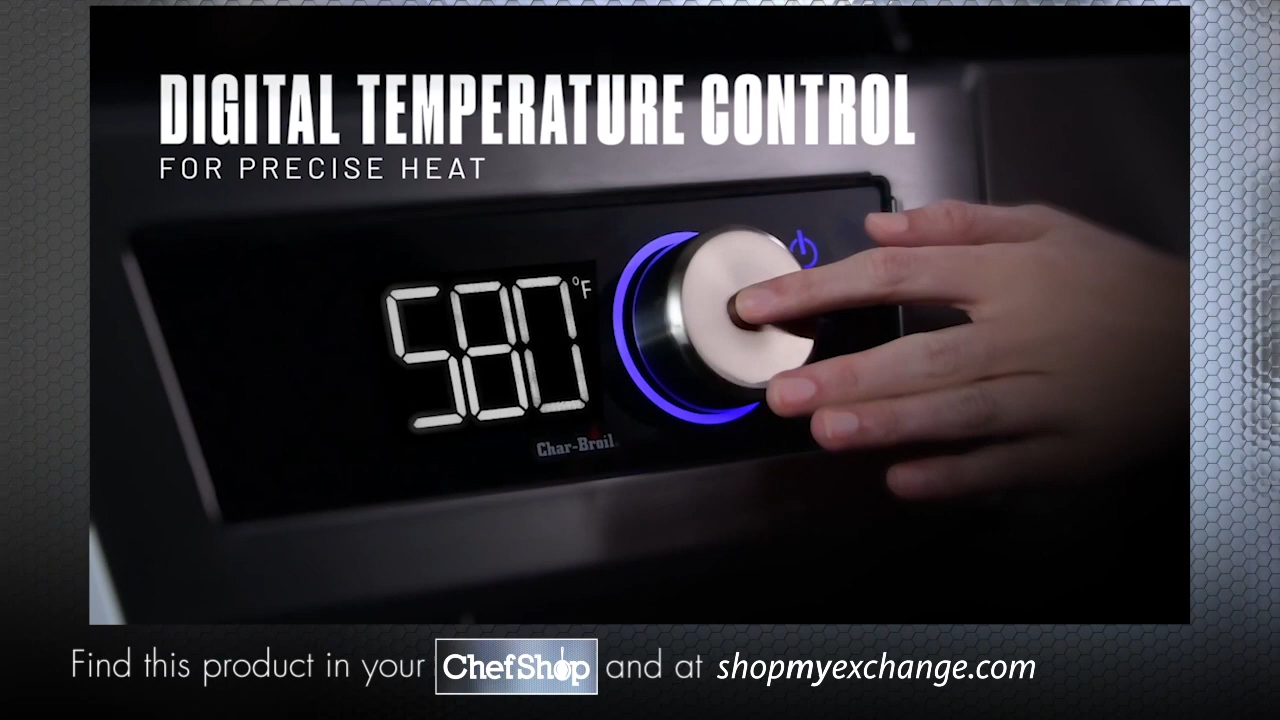 DIGITAL TEMPERATURE CONTROL
FOR PRECISE HEAT
580 °F
Char-Broil
Find this product in your ChefShop and at shopmyexchange.com